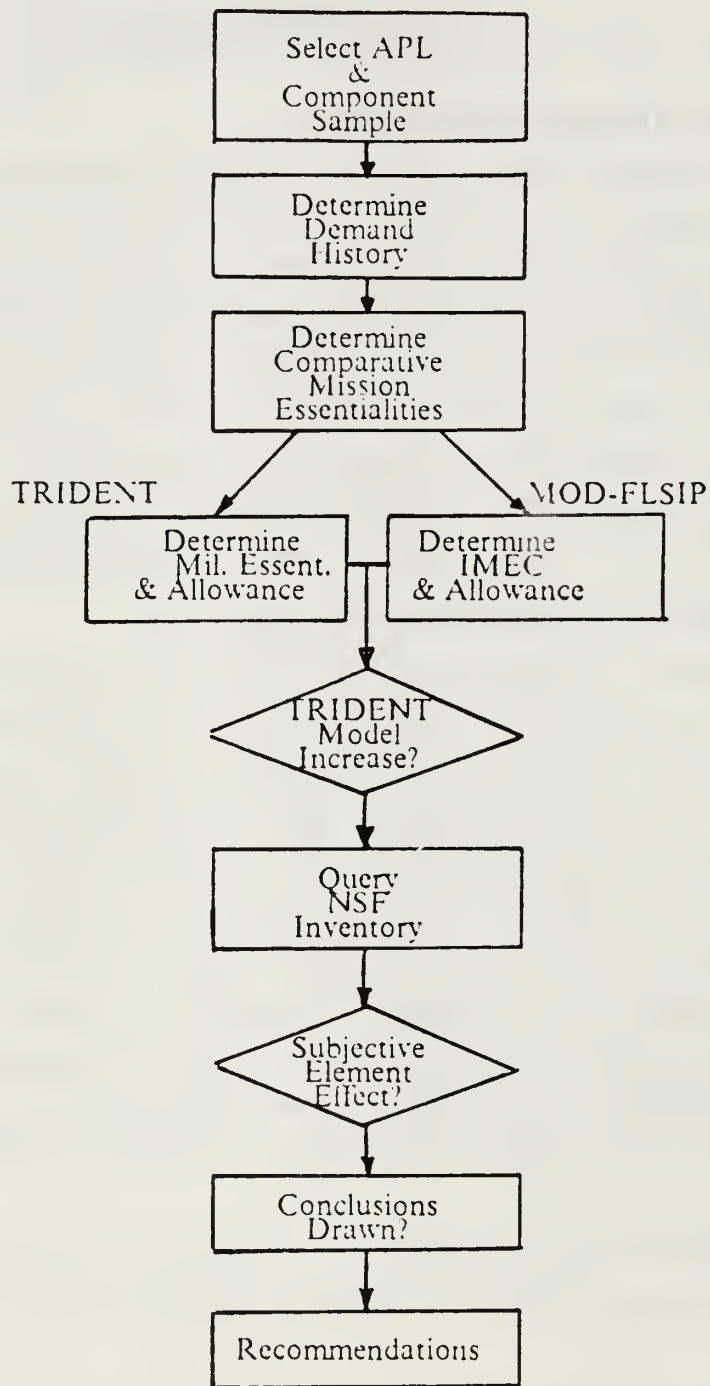 Select APL
&
Component
Sample
Determine
Demand
History
Determine
Comparative
Mission
Essentialities
TRIDENT
MOD-FLSIP
Determine
Mil. Essent.
& Allowance
Determine
IMEC
& Allowance
TRIDENT
Model
Increase?
Query
NSF
Inventory
Subjective
Element
Effect?
Conclusions
Drawn?
Recommendations